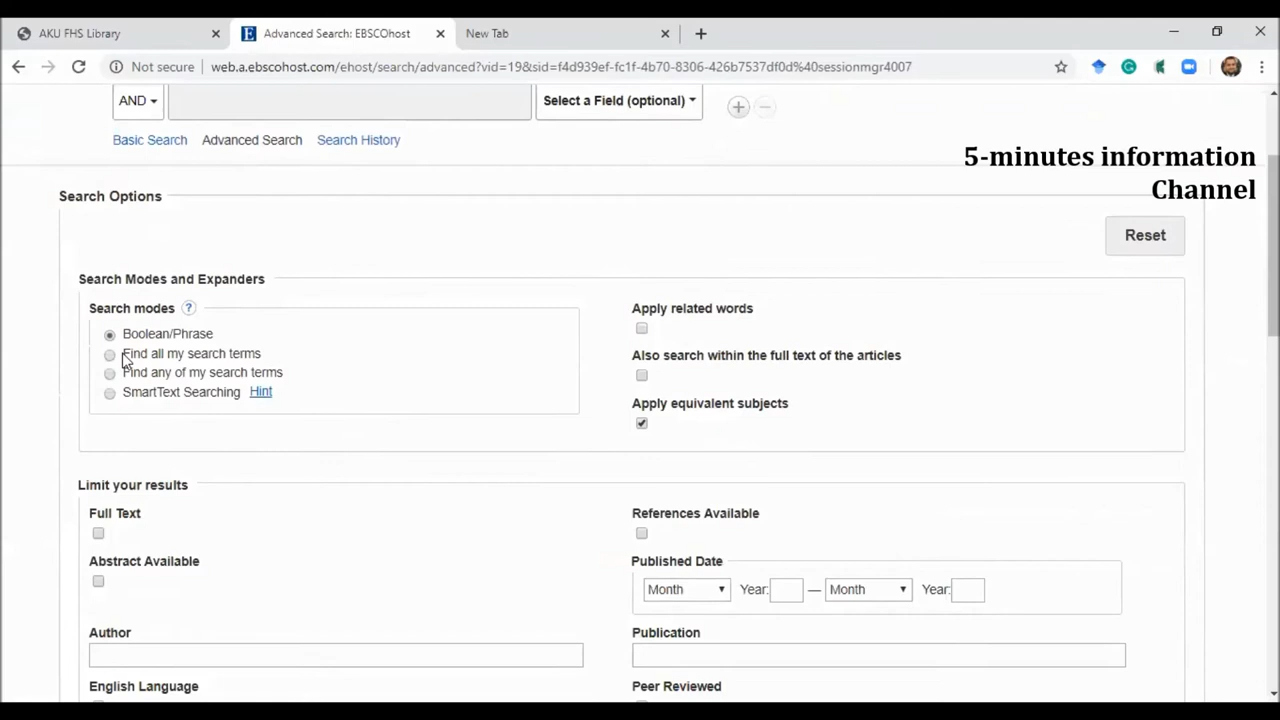 AKU FHS Library
Advanced Search: EBSCOhost
New Tab
Not secure
web.a.ebscohost.com/ehost/search/advanced?vid=19&sid=f4d939ef-fc1f-4b70-8306-426b7537df0d%40sessionmgr4007
AND
Select a Field (optional)
Basic Search
Advanced Search
Search History
5-minutes information
Channel
Search Options
Reset
Search Modes and Expanders
Search modes ?
Boolean/Phrase
Find all my search terms
Find any of my search terms
SmartText Searching Hint
Apply related words
Also search within the full text of the articles
Apply equivalent subjects
Limit your results
Full Text
References Available
Abstract Available
Published Date
Month Year: — Month Year:
Author
Publication
English Language
Peer Reviewed